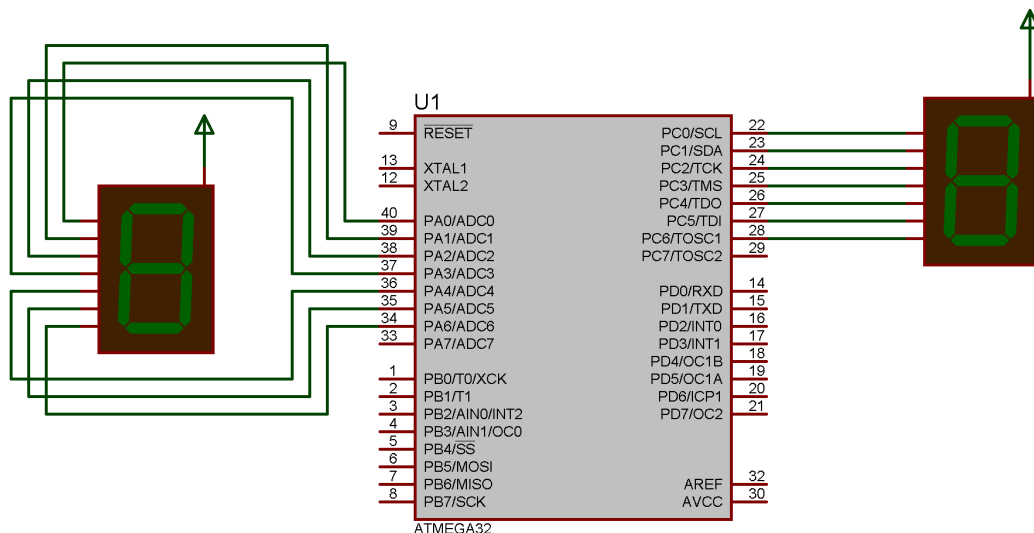 U1
9 RESET
13 XTAL1
12 XTAL2
40 PA0/ADC0
39 PA1/ADC1
38 PA2/ADC2
37 PA3/ADC3
36 PA4/ADC4
35 PA5/ADC5
34 PA6/ADC6
33 PA7/ADC7
1 PB0/T0/XCK
2 PB1/T1
3 PB2/AIN0/INT2
4 PB3/AIN1/OC0
5 PB4/SS
6 PB5/MOSI
7 PB6/MISO
8 PB7/SCK
PC0/SCL 22
PC1/SDA 23
PC2/TCK 24
PC3/TMS 25
PC4/TDO 26
PC5/TDI 27
PC6/TOSC1 28
PC7/TOSC2 29
PD0/RXD 14
PD1/TXD 15
PD2/INT0 16
PD3/INT1 17
PD4/OC1B 18
PD5/OC1A 19
PD6/ICP1 20
PD7/OC2 21
AREF 32
AVCC 30
ATMEGA32